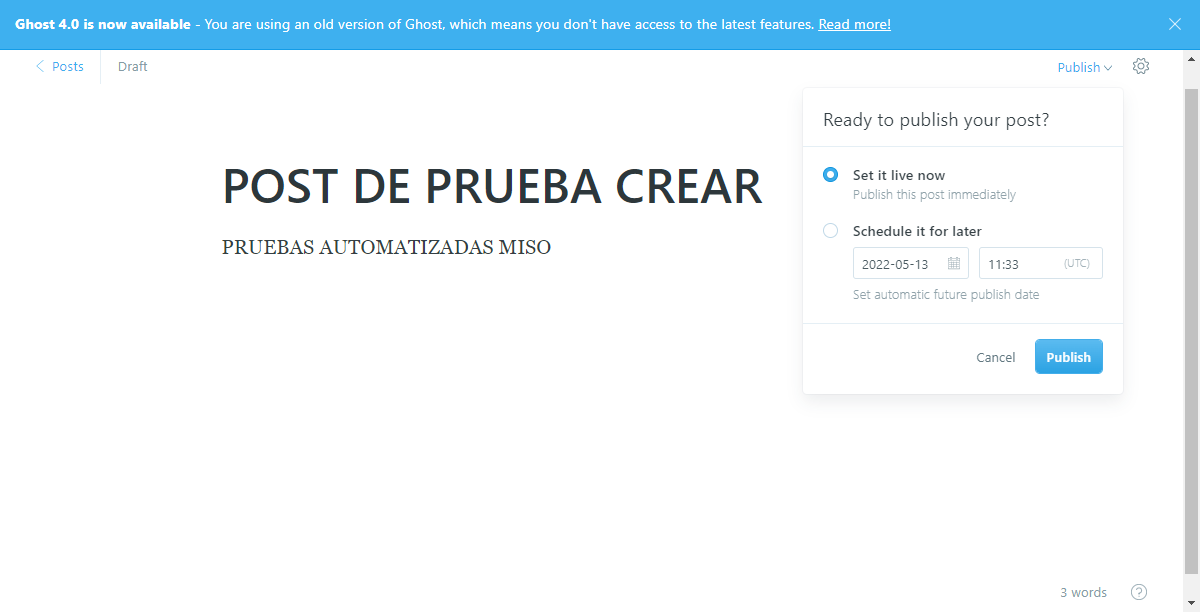 Ghost 4.0 is now available - You are using an old version of Ghost, which means you don't have access to the latest features. Read more!
Posts
Draft
Publish
Ready to publish your post?
Set it live now
Publish this post immediately
Schedule it for later
2022-05-13
11:33
(UTC)
Set automatic future publish date
Cancel
Publish
POST DE PRUEBA CREAR
PRUEBAS AUTOMATIZADAS MISO
3 words
?